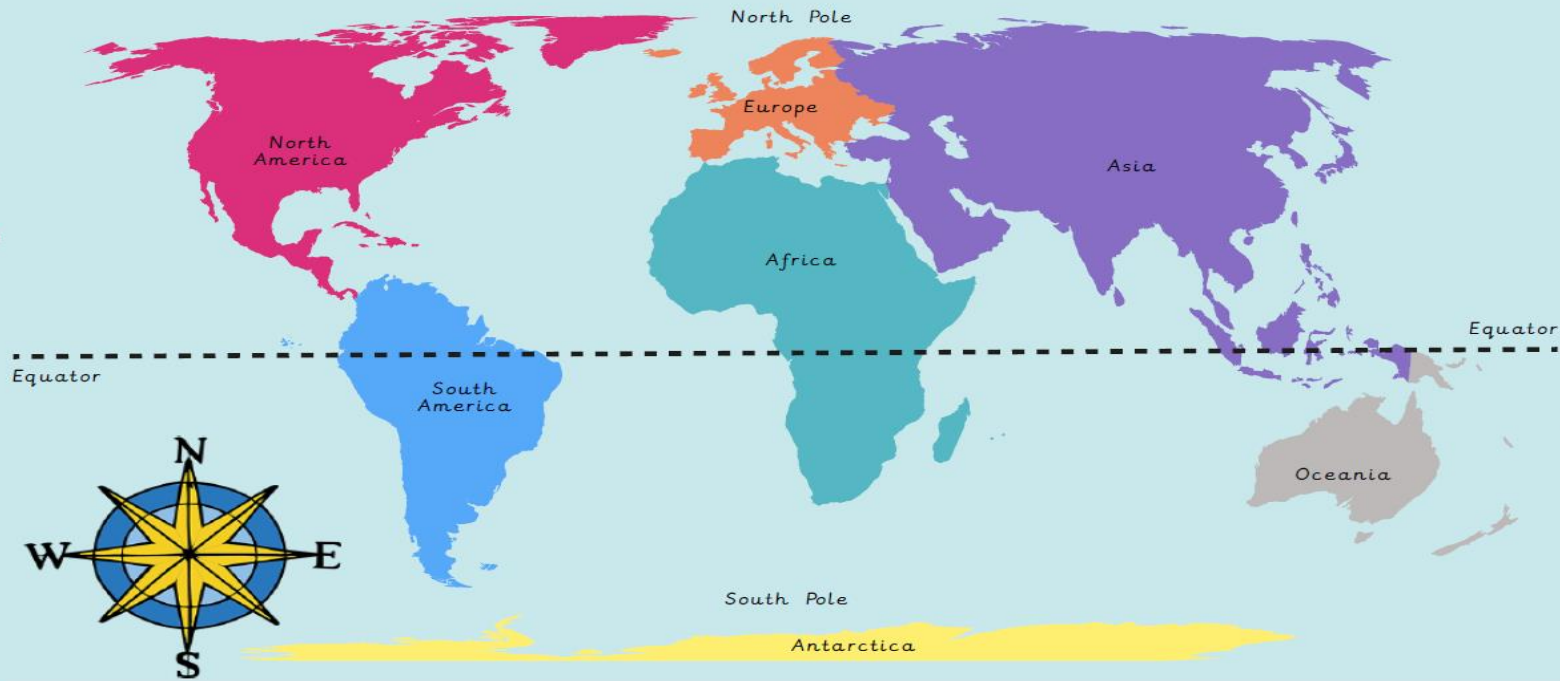 North Pole
Europe
North
America
Asia
Africa
Equator
Equator
South
America
N
Oceania
W
E
South Pole
Antarctica
S